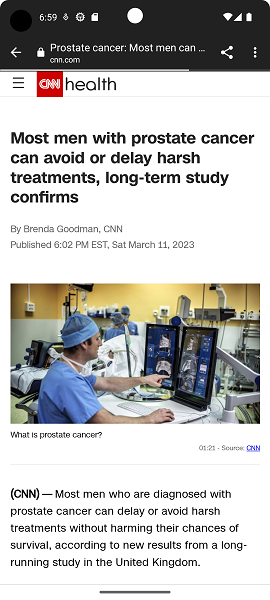 6:59
Prostate cancer: Most men can ...
cnn.com
CNN health
Most men with prostate cancer
can avoid or delay harsh
treatments, long-term study
confirms
By Brenda Goodman, CNN
Published 6:02 PM EST, Sat March 11, 2023
What is prostate cancer?
01:21 - Source: CNN
(CNN) — Most men who are diagnosed with
prostate cancer can delay or avoid harsh
treatments without harming their chances of
survival, according to new results from a long-
running study in the United Kingdom.